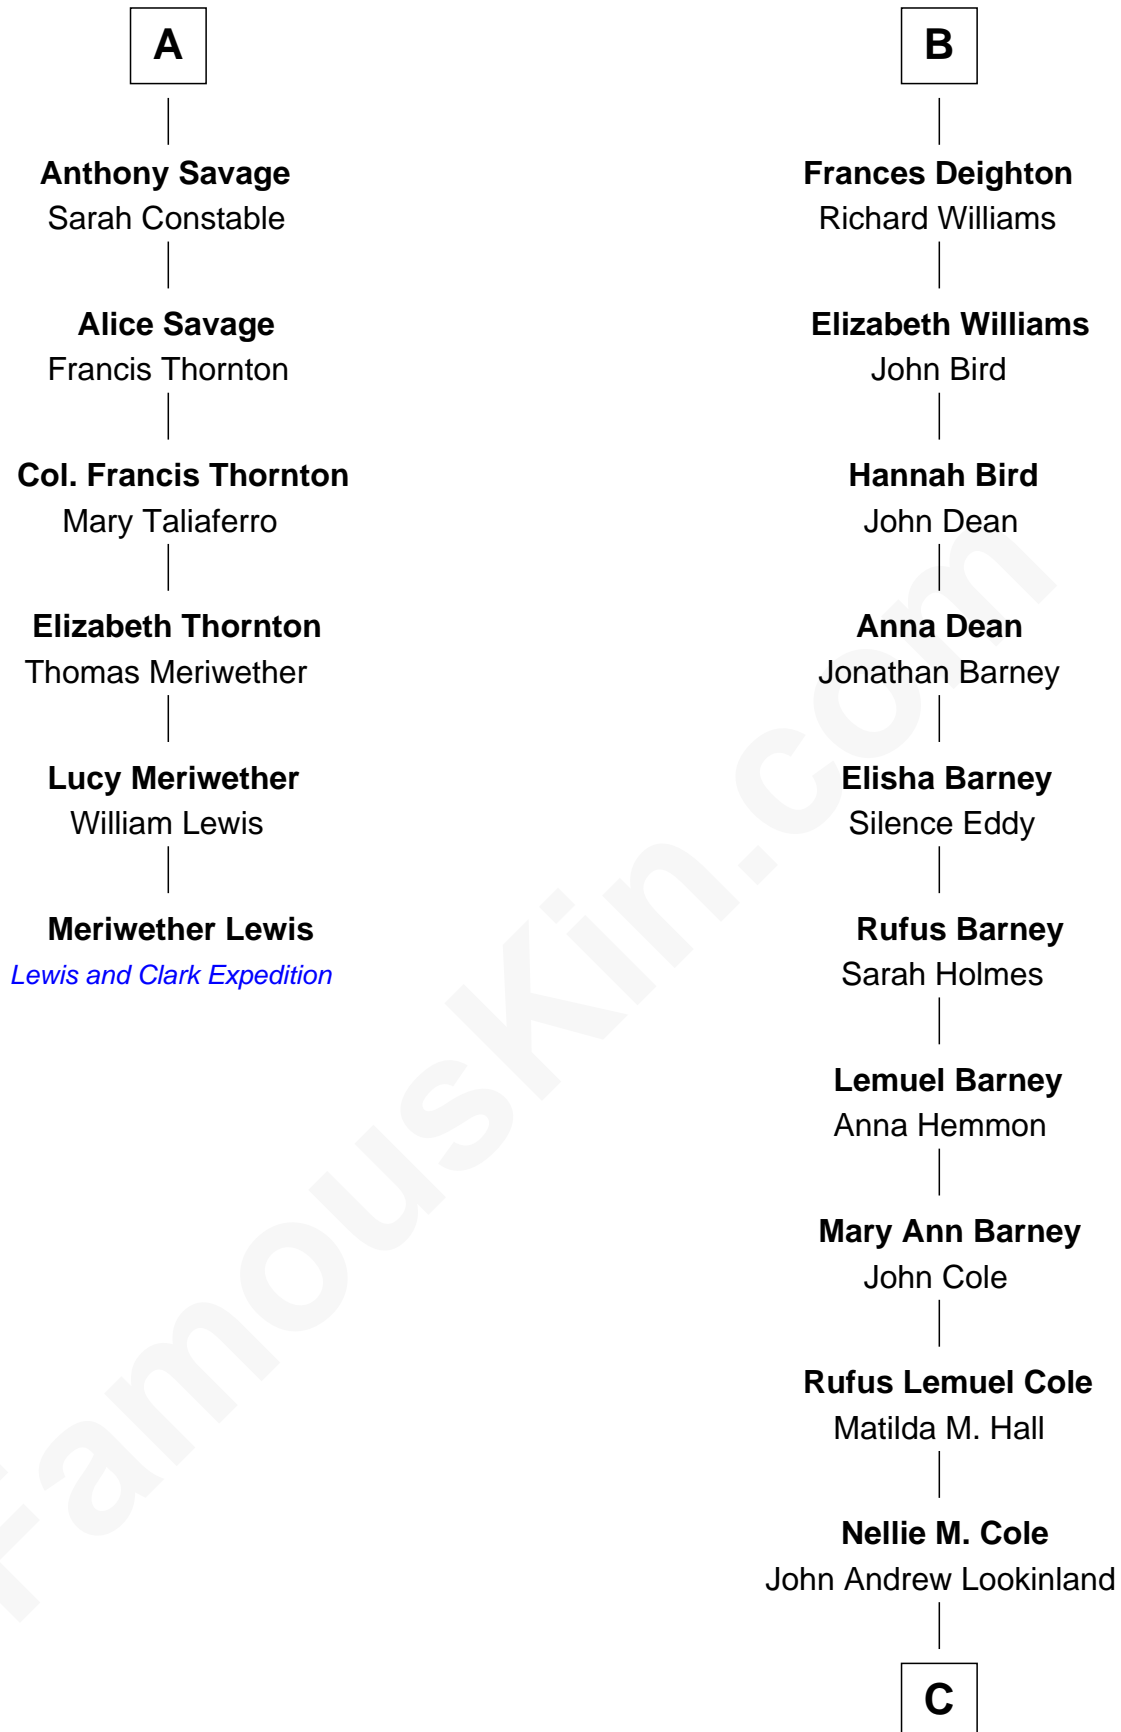 A
Anthony Savage
Sarah Constable
Alice Savage
Francis Thornton
Col. Francis Thornton
Mary Taliaferro
Elizabeth Thornton
Thomas Meriwether
Lucy Meriwether
William Lewis
Meriwether Lewis
Lewis and Clark Expedition
B
Frances Deighton
Richard Williams
Elizabeth Williams
John Bird
Hannah Bird
John Dean
Anna Dean
Jonathan Barney
Elisha Barney
Silence Eddy
Rufus Barney
Sarah Holmes
Lemuel Barney
Anna Hemmon
Mary Ann Barney
John Cole
Rufus Lemuel Cole
Matilda M. Hall
Nellie M. Cole
John Andrew Lookinland
C
FamousKin.com